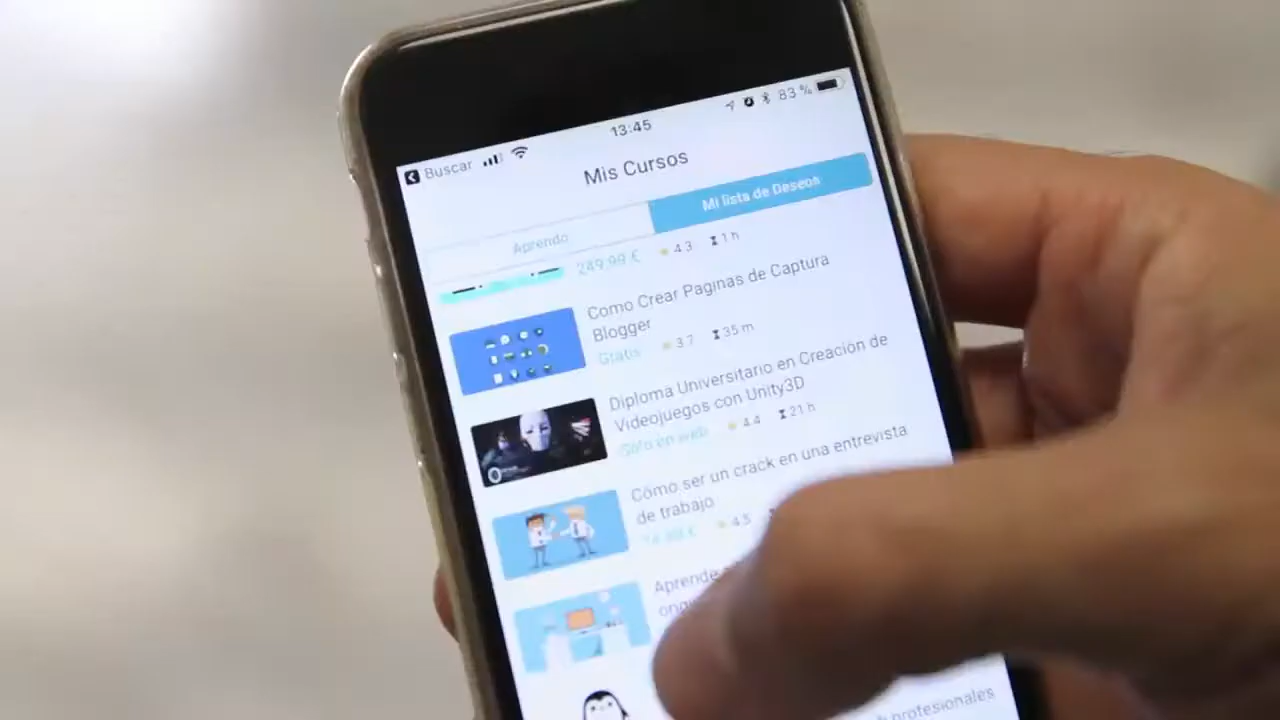 Buscar
13:45
83 %
Mis Cursos
Aprendo
Mi lista de Deseos
249,99 € 4.3 1 h
Como Crear Paginas de Captura
Blogger
Gratis 3.7 35 m
Diploma Universitario en Creación de
Videojuegos con Unity3D
Sólo en web 4.4 21 h
Cómo ser un crack en una entrevista
de trabajo
4.5
Aprende
profesionales